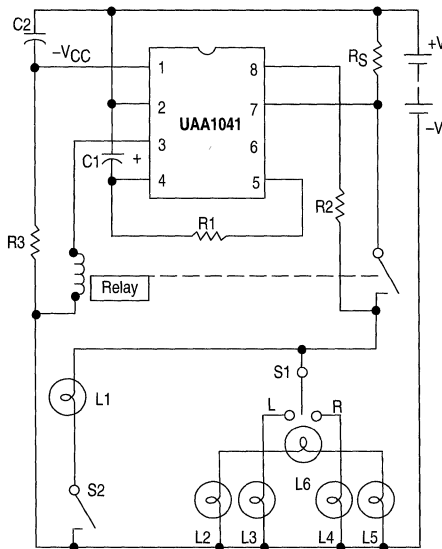 C2
−VCC
RS
+V
−V
1
8
2
7
UAA1041
3
6
C1 +
4
5
R1
R2
R3
Relay
S1
L1
L
R
L6
S2
L2
L3
L4
L5